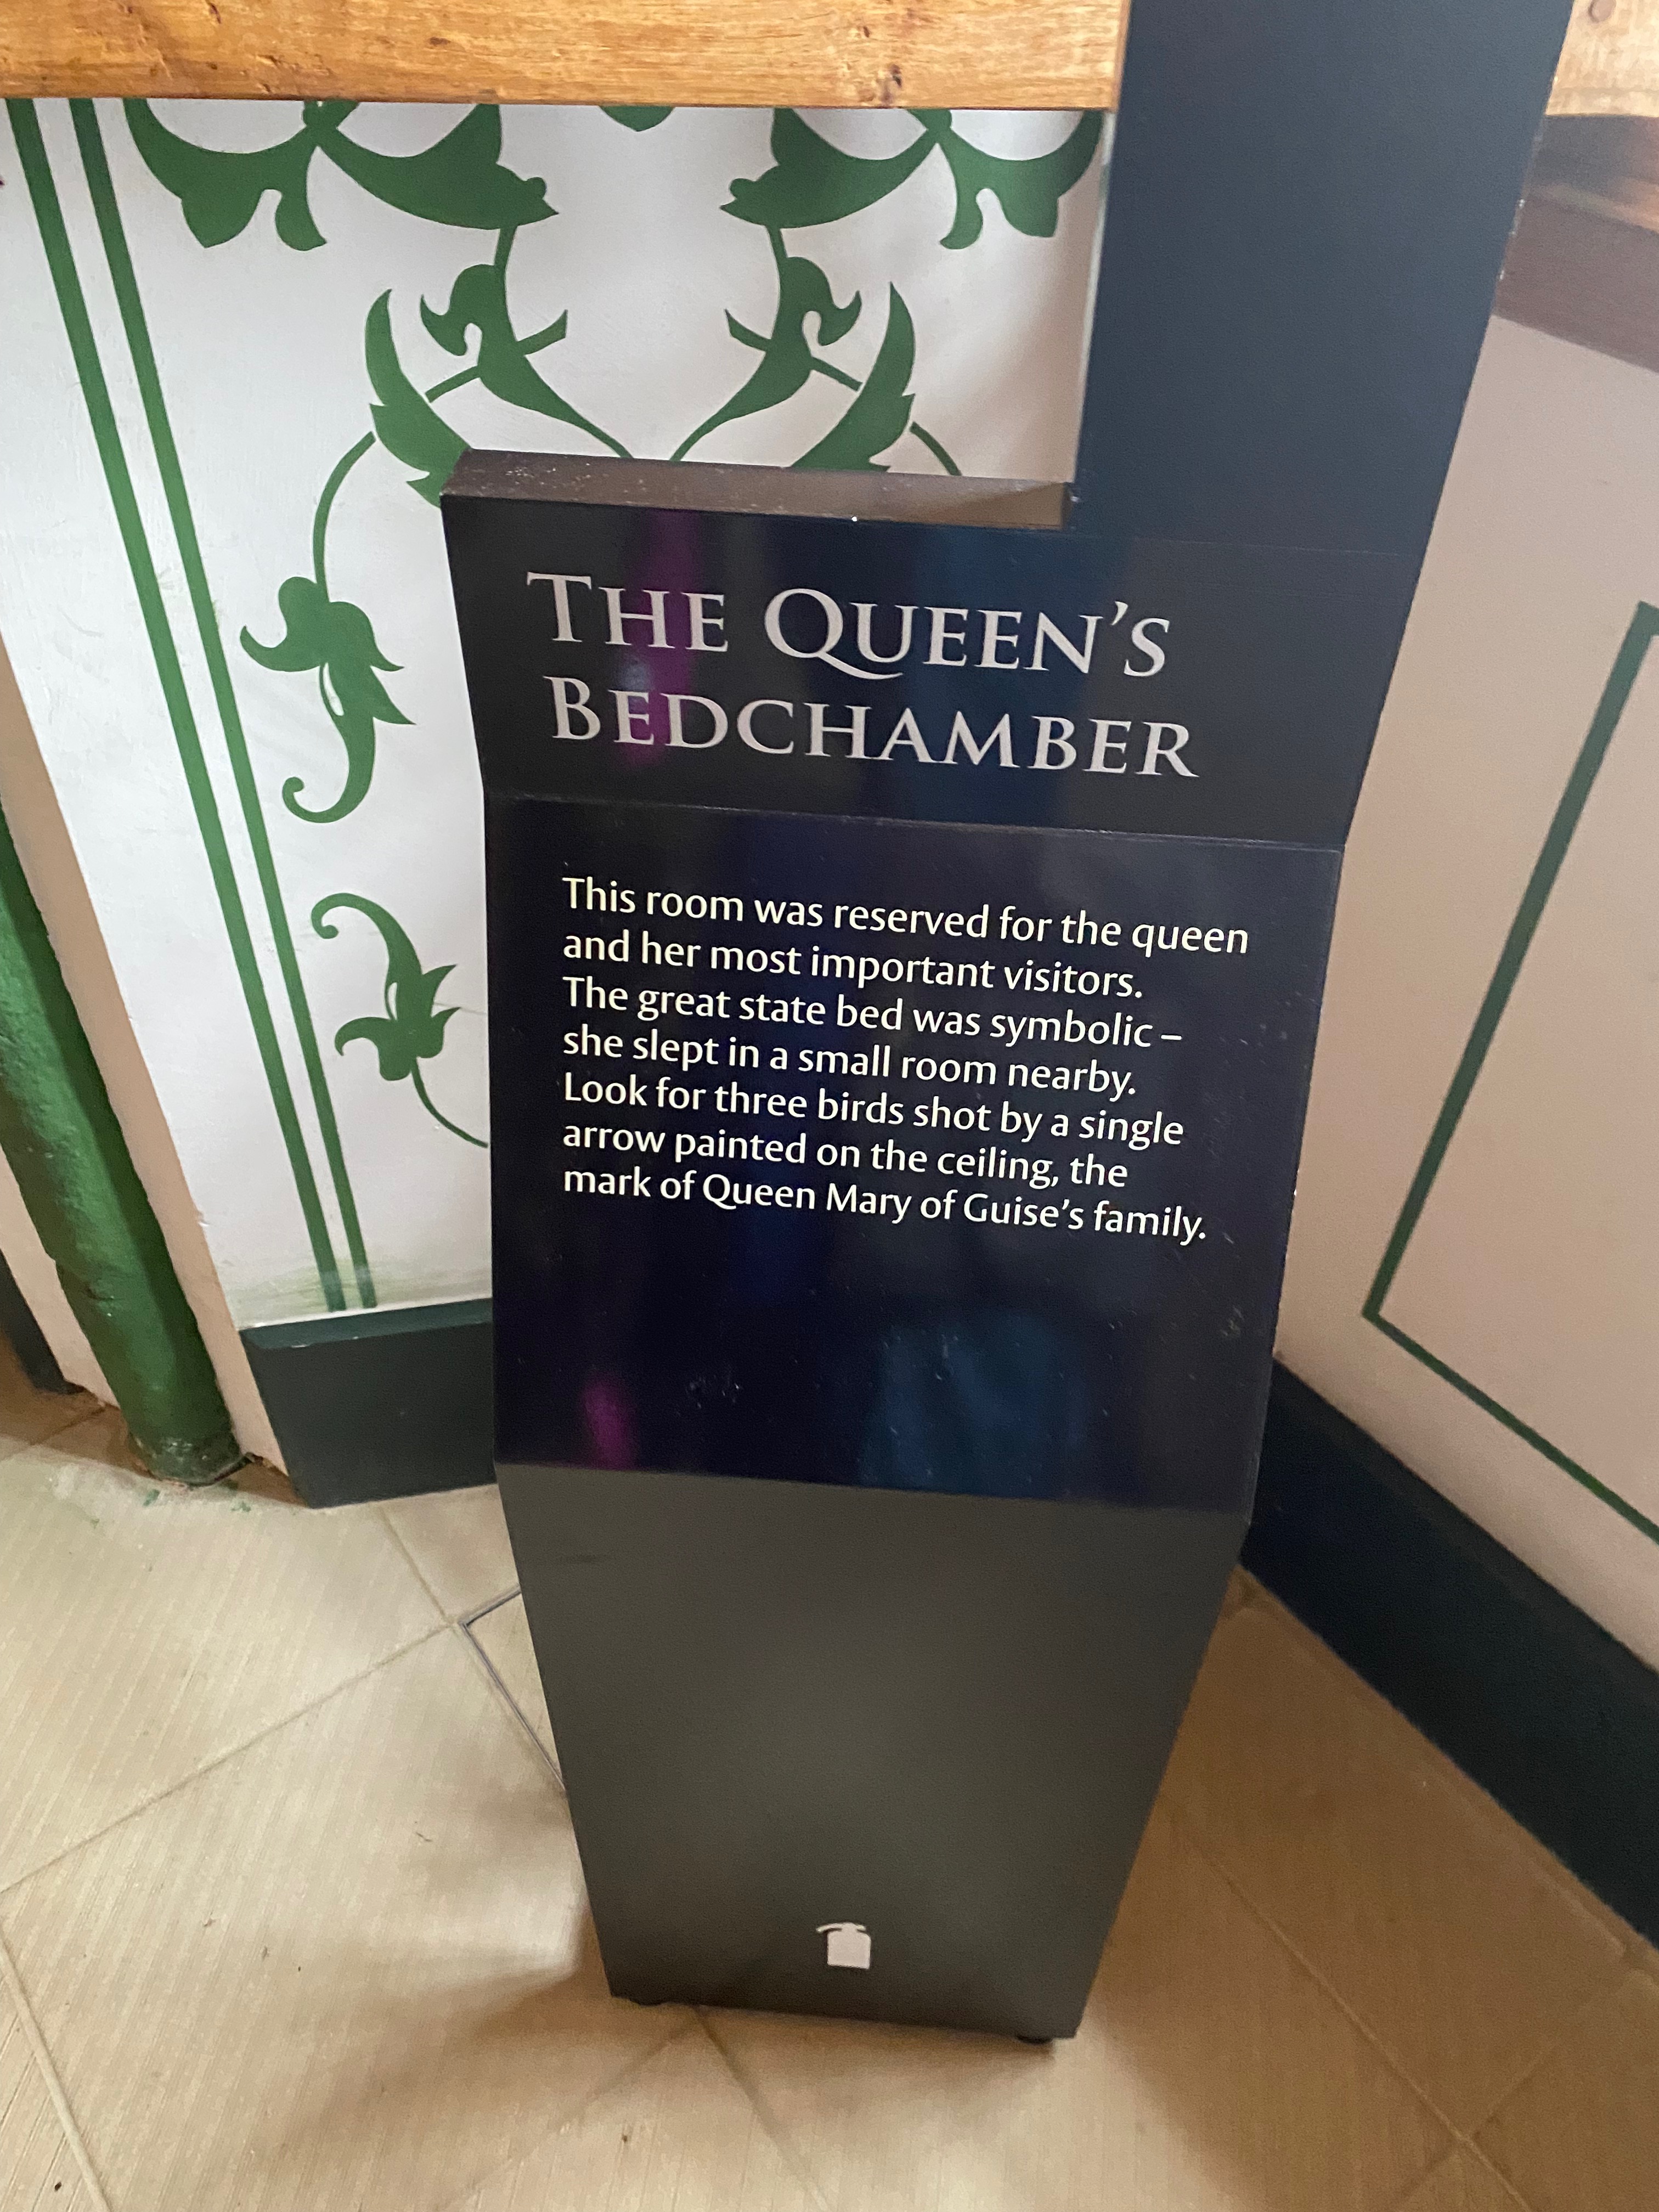 THE QUEEN'S
BEDCHAMBER
This room was reserved for the queen
and her most important visitors.
The great state bed was symbolic –
she slept in a small room nearby.
Look for three birds shot by a single
arrow painted on the ceiling, the
mark of Queen Mary of Guise's family.